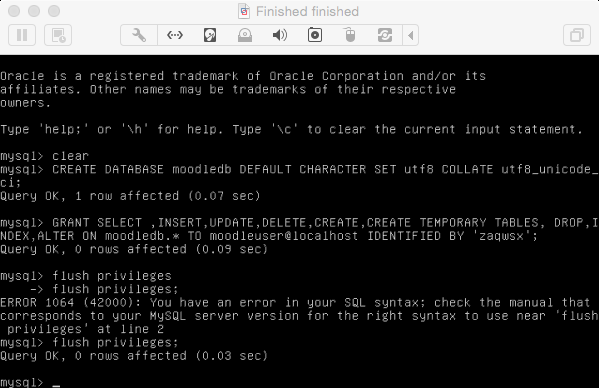 Finished finished
Oracle is a registered trademark of Oracle Corporation and/or its
affiliates. Other names may be trademarks of their respective
owners.
Type 'help;' or '\h' for help. Type '\c' to clear the current input statement.
mysql> clear
mysql> CREATE DATABASE moodledb DEFAULT CHARACTER SET utf8 COLLATE utf8_unicode_
ci;
Query OK, 1 row affected (0.07 sec)
mysql> GRANT SELECT ,INSERT,UPDATE,DELETE,CREATE,CREATE TEMPORARY TABLES, DROP,I
NDEX,ALTER ON moodledb.* TO moodleuser@localhost IDENTIFIED BY 'zaqwsx';
Query OK, 0 rows affected (0.09 sec)
mysql> flush privileges
-> flush privileges;
ERROR 1064 (42000): You have an error in your SQL syntax; check the manual that
corresponds to your MySQL server version for the right syntax to use near 'flush
privileges' at line 2
mysql> flush privileges;
Query OK, 0 rows affected (0.03 sec)
mysql> _